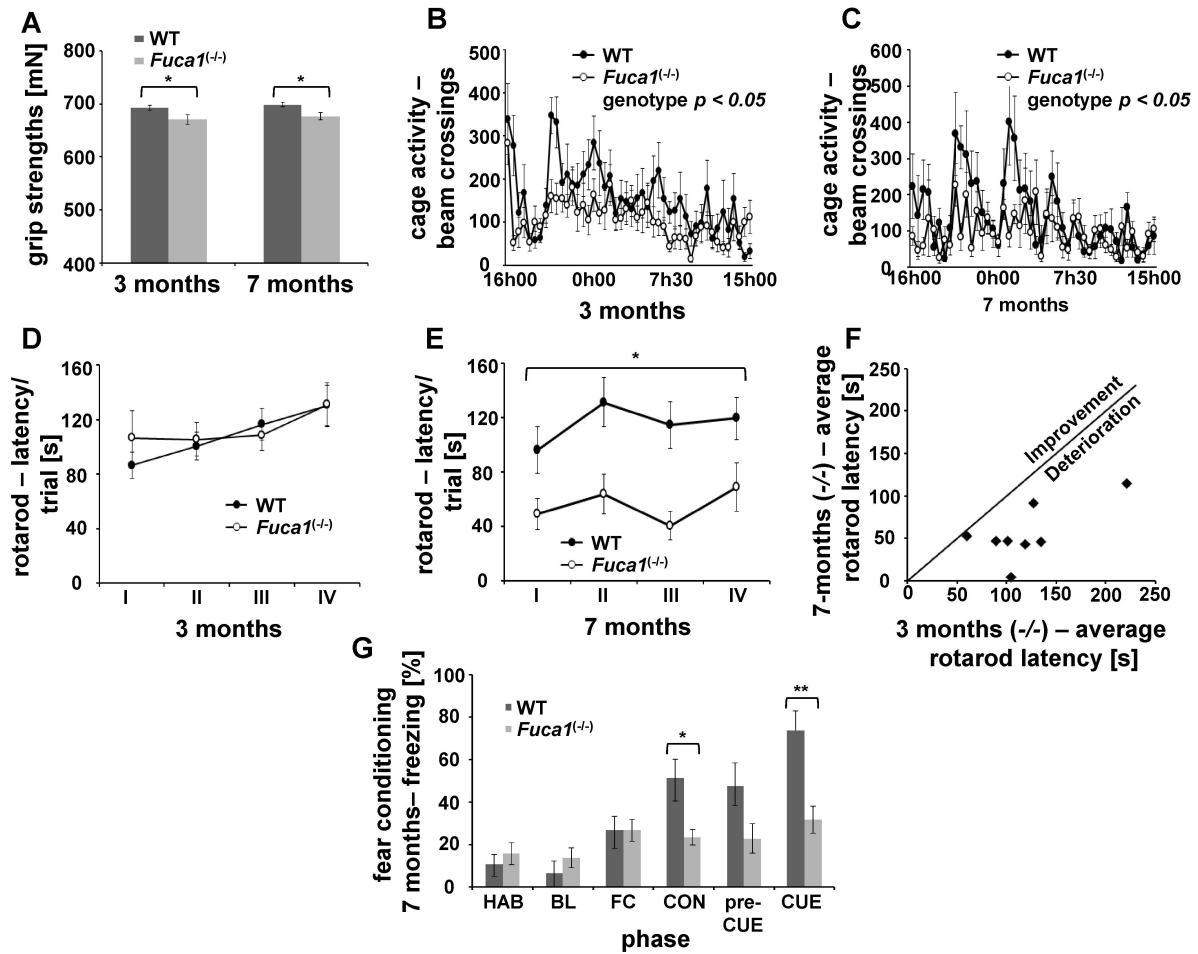 A
WT
Fuca1(-/-)
grip strengths [mN]
800
700
600
500
400
*
*
3 months
7 months
B
WT
Fuca1(-/-)
genotype p < 0.05
cage activity –
beam crossings
500
400
300
200
100
0
16h00
0h00
7h30
15h00
3 months
C
WT
Fuca1(-/-)
genotype p < 0.05
cage activity –
beam crossings
600
500
400
300
200
100
0
16h00
0h00
7h30
15h00
7 months
D
rotarod – latency/
trial [s]
160
120
80
40
0
WT
Fuca1(-/-)
I
II
III
IV
3 months
E
rotarod – latency/
trial [s]
160
120
80
40
0
*
WT
Fuca1(-/-)
I
II
III
IV
7 months
F
7-months (-/-) – average
rotarod latency [s]
250
200
150
100
50
0
Improvement
Deterioration
0
50
100
150
200
250
3 months (-/-) – average
rotarod latency [s]
G
fear conditioning
7 months– freezing [%]
100
80
60
40
20
0
WT
Fuca1(-/-)
*
**
HAB
BL
FC
CON
pre-
CUE
CUE
phase